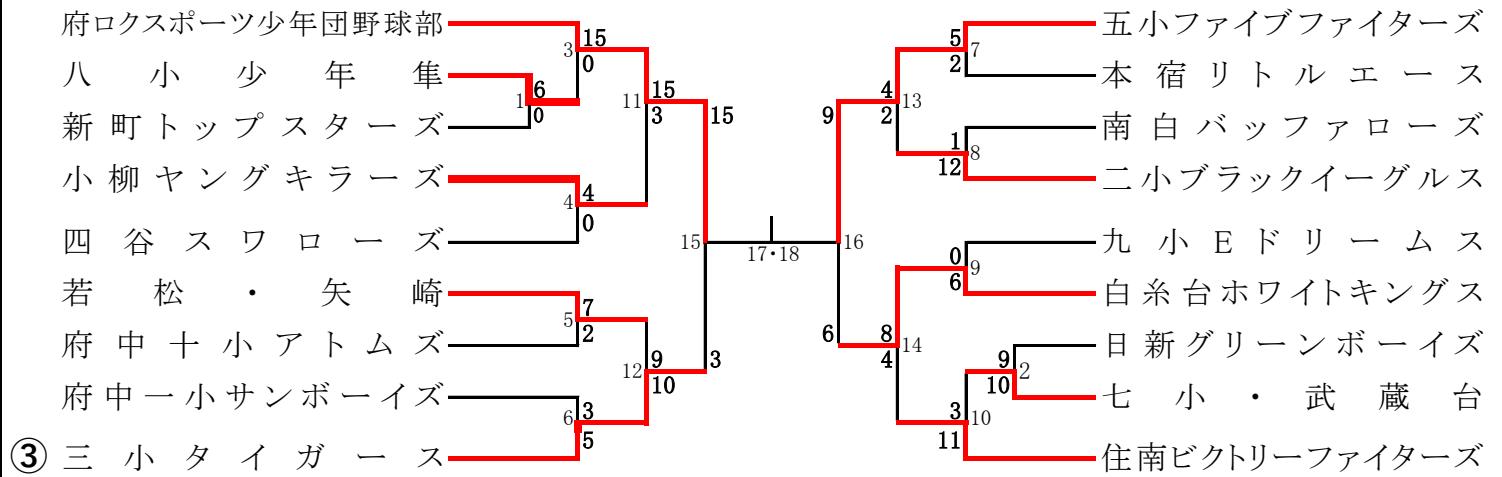 府ロクスポーツ少年団野球部
八小少年隼
新町トップスターズ
小柳ヤングキラーズ
四谷スワローズ
若松・矢崎
府中十小アトムズ
府中一小サンボーイズ
③ 三小タイガース
3 15
0
1 6
0
4 4
0
5 7
2
6 3
5
11 15
3
12 9
10
15
15
3
17・18
16
9
6
4 13
2
8 14
4
5 7
2
1 8
12
0 9
6
9 2
10
3 10
11
五小ファイブファイターズ
本宿リトルエース
南白バッファローズ
二小ブラックイーグルス
九小Eドリームス
白糸台ホワイトキングス
日新グリーンボーイズ
七小・武蔵台
住南ビクトリーファイターズ